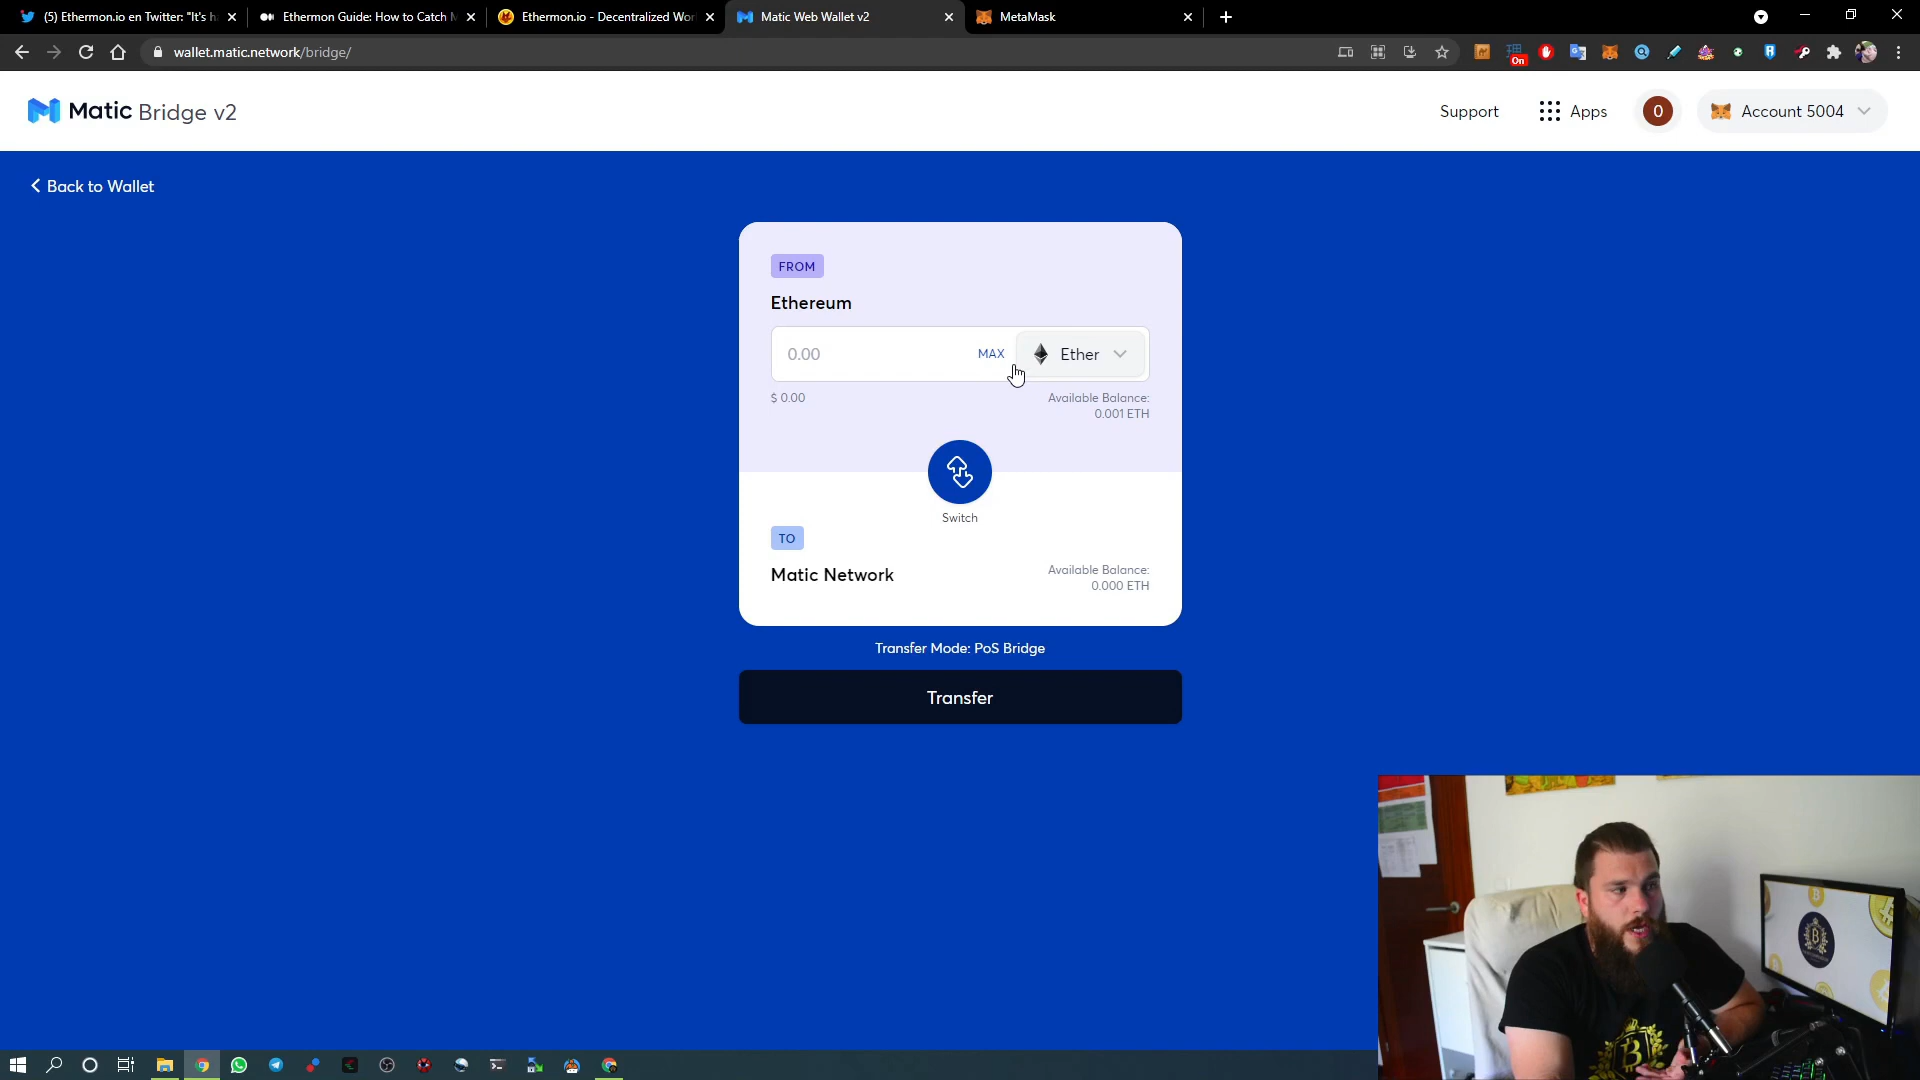 (5) Ethermon.io en Twitter: "It's h
Ethermon Guide: How to Catch M
Ethermon.io - Decentralized Wor
Matic Web Wallet v2
MetaMask
wallet.matic.network/bridge/
On
Matic Bridge v2
Support
Apps
0
Account 5004
Back to Wallet
FROM
Ethereum
0.00
MAX
Ether
$ 0.00
Available Balance:
0.001 ETH
Switch
TO
Matic Network
Available Balance:
0.000 ETH
Transfer Mode: PoS Bridge
Transfer
B
B